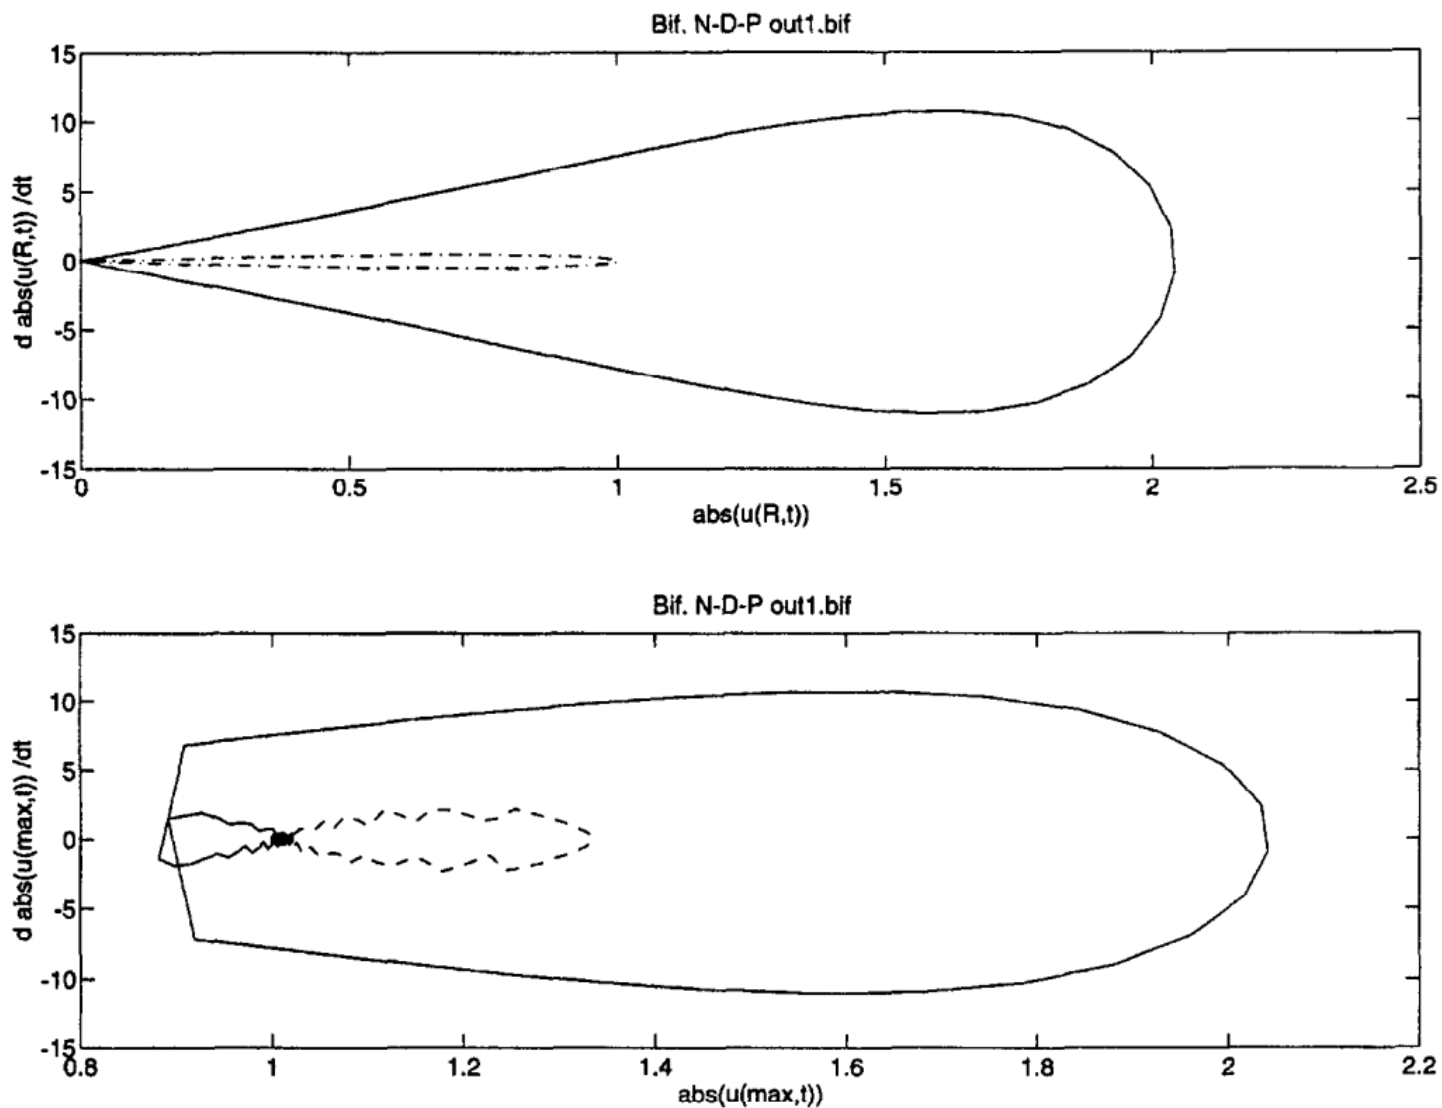 Bif. N-D-P out1.bif
15
10
5
0
-5
-10
-15
d abs(u(R,t)) /dt
0 0.5 1 1.5 2 2.5
abs(u(R,t))
Bif. N-D-P out1.bif
15
10
5
0
-5
-10
-15
d abs(u(max,t)) /dt
0.8 1 1.2 1.4 1.6 1.8 2 2.2
abs(u(max,t))